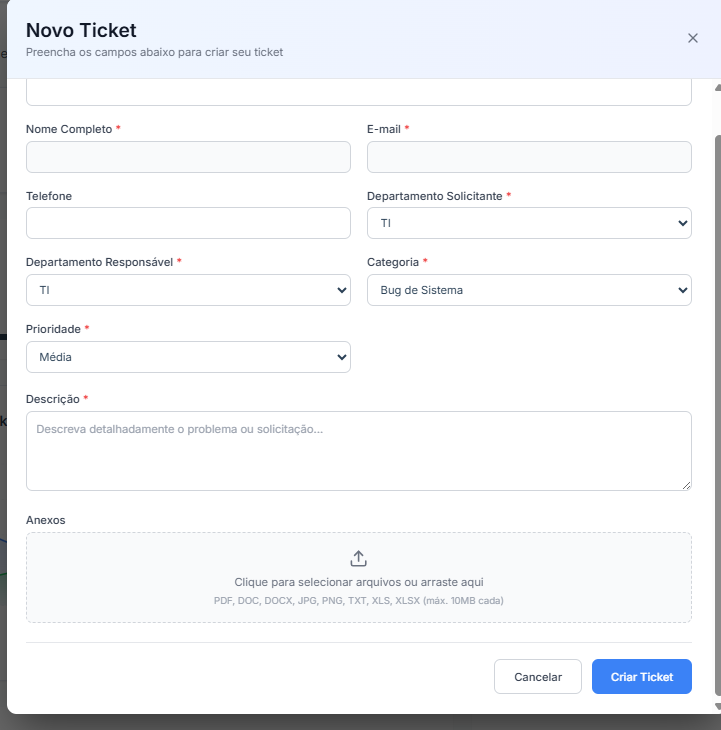 Novo Ticket
Preencha os campos abaixo para criar seu ticket
Nome Completo *
E-mail *
Telefone
Departamento Solicitante *
TI
Departamento Responsável *
Categoria *
TI
Bug de Sistema
Prioridade *
Média
Descrição *
Descreva detalhadamente o problema ou solicitação...
Anexos
Clique para selecionar arquivos ou arraste aqui
PDF, DOC, DOCX, JPG, PNG, TXT, XLS, XLSX (máx. 10MB cada)
Cancelar
Criar Ticket